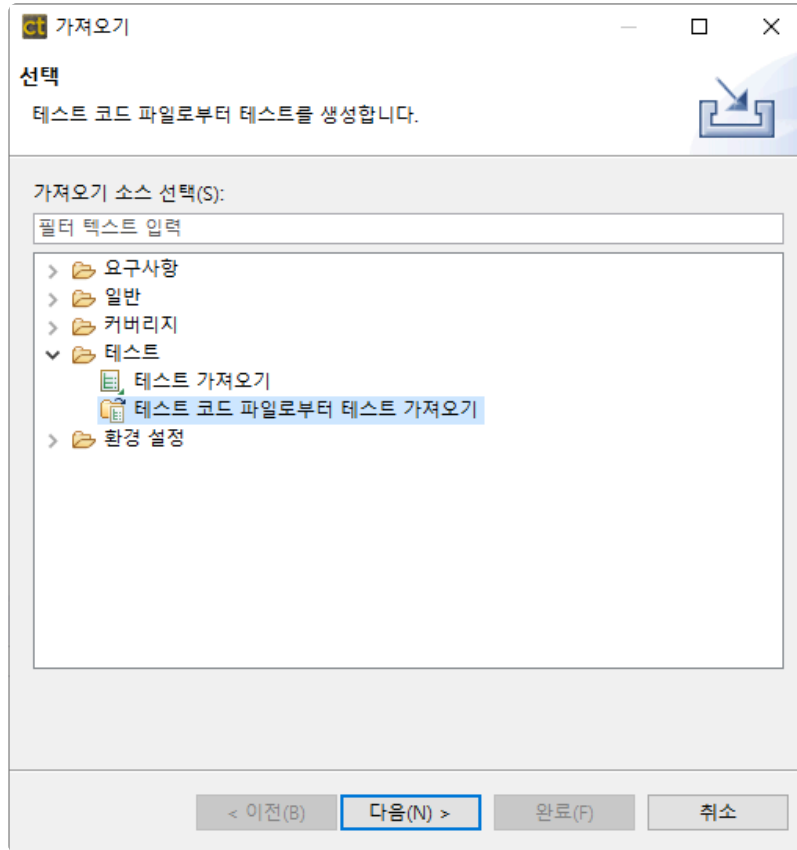 ct 가져오기
선택
테스트 코드 파일로부터 테스트를 생성합니다.
가져오기 소스 선택(S):
필터 텍스트 입력
요구사항
일반
커버리지
테스트
테스트 가져오기
테스트 코드 파일로부터 테스트 가져오기
환경 설정
< 이전(B) 다음(N) > 완료(F) 취소